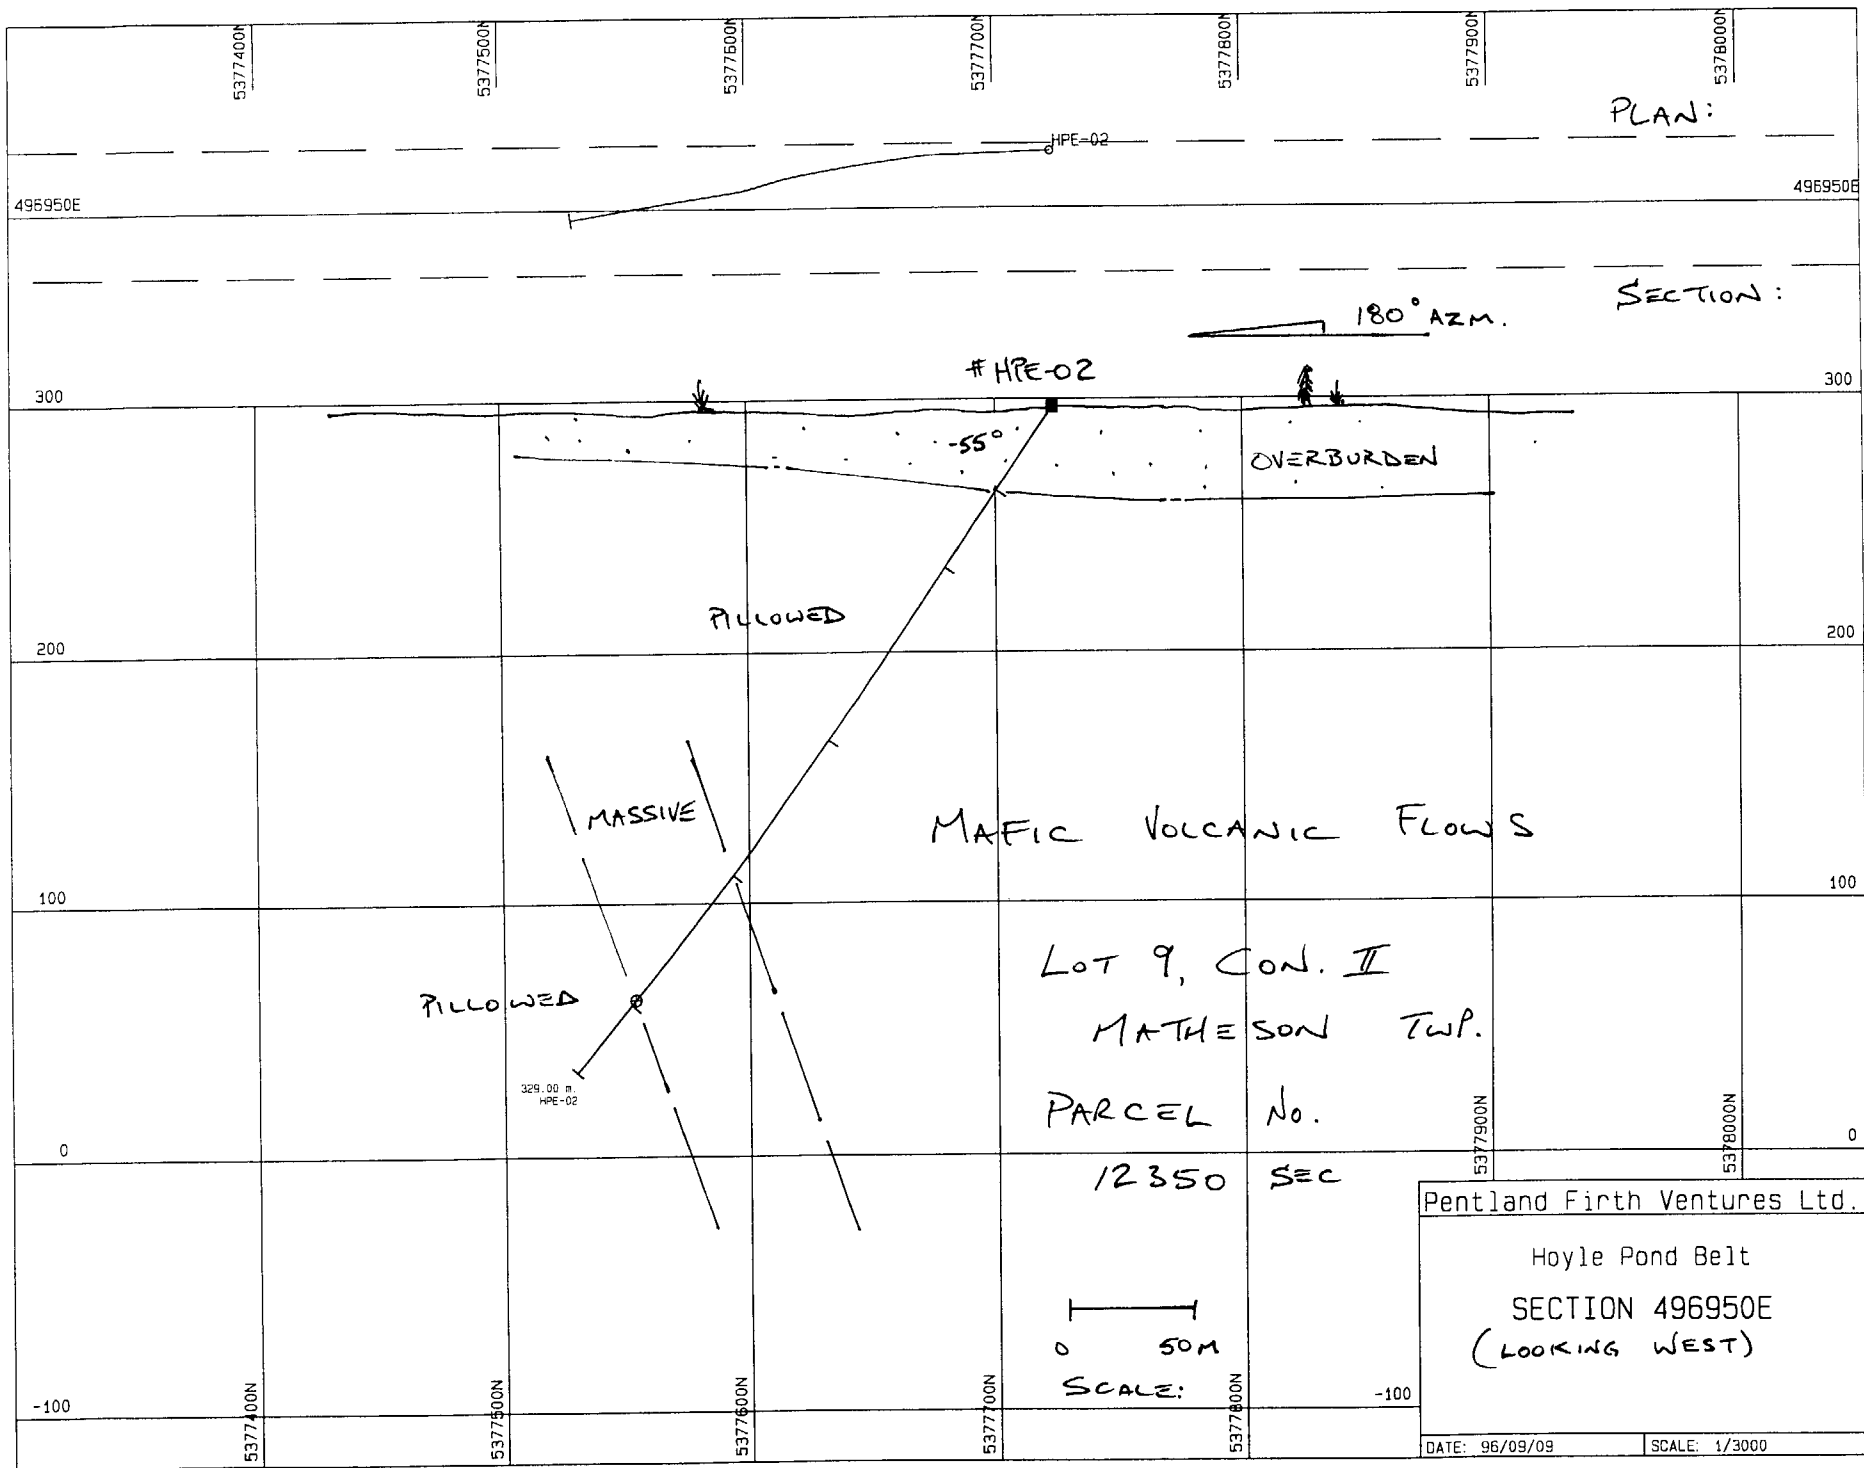 5377400N
5377500N
5377600N
5377700N
5377800N
5377900N
5378000N
PLAN:
HPE-02
496950E
496950E
SECTION:
180° AZM.
# HPE-02
300
300
-55°
OVERBURDEN
PILLOWED
200
200
MASSIVE
MAFIC VOLCANIC FLOWS
100
100
LOT 9, CON. II
PILLOWED
MATHESON TWP.
329.00 m.
HPE-02
PARCEL No.
5377900N
5378000N
0
0
12350 SEC
Pentland Firth Ventures Ltd.
Hoyle Pond Belt
SECTION 496950E
(LOOKING WEST)
0 50M
SCALE:
-100
-100
5377400N
5377500N
5377600N
5377700N
5377800N
DATE: 96/09/09
SCALE: 1/3000